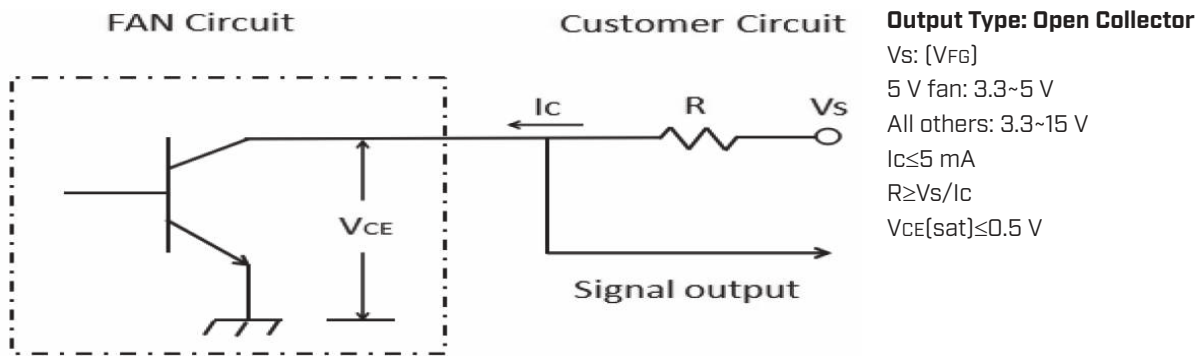 FAN Circuit
Customer Circuit
Ic
R
Vs
VCE
Signal output
Output Type: Open Collector
Vs: (VFG)
5 V fan: 3.3~5 V
All others: 3.3~15 V
Ic≤5 mA
R≥Vs/Ic
VCE(sat)≤0.5 V